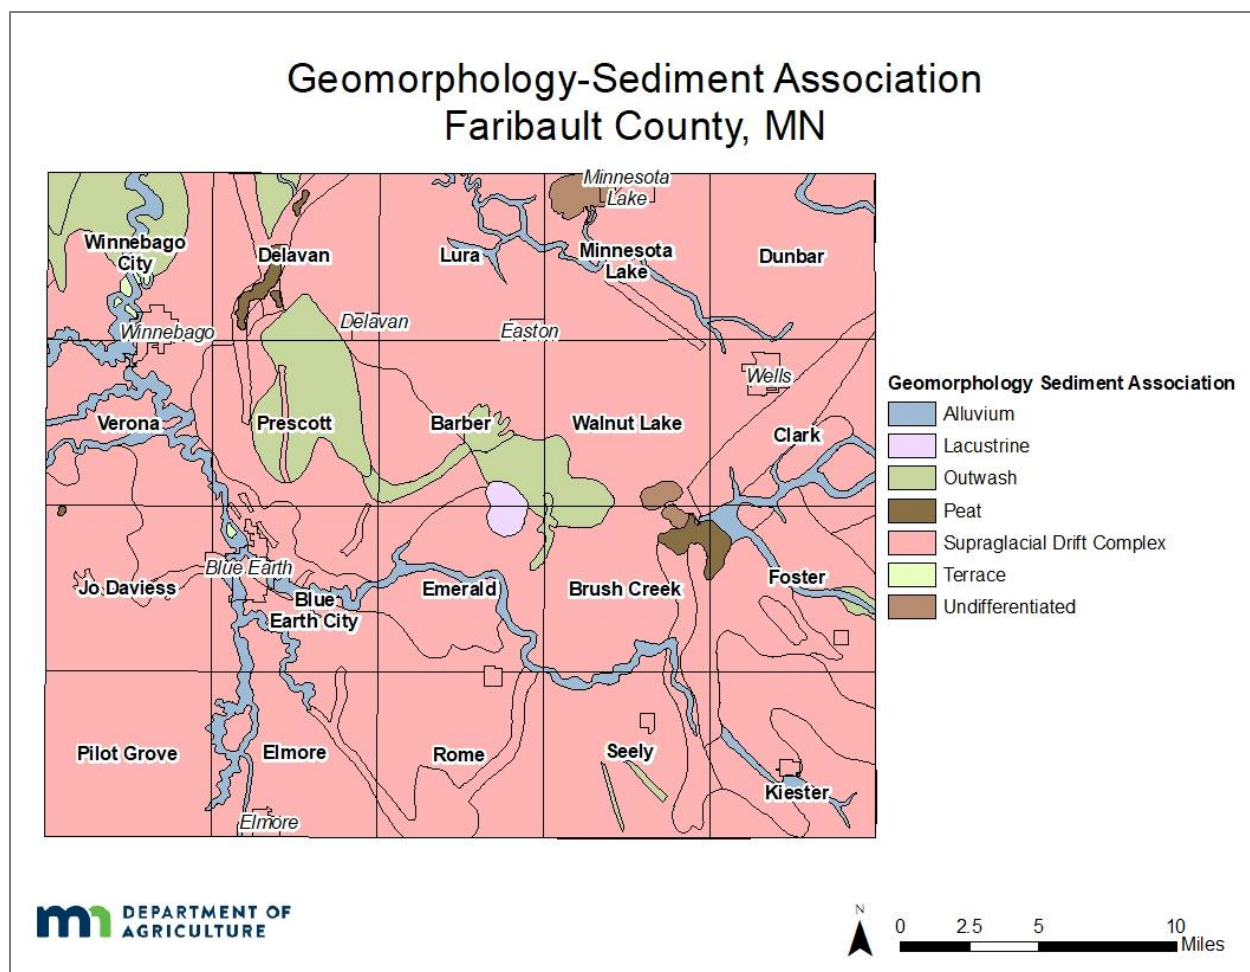 Geomorphology-Sediment Association
Faribault County, MN
Minnesota
Lake
Winnebago
City
Delavan
Lura
Minnesota
Lake
Dunbar
Winnebago
Delavan
Easton
Wells
Verona
Prescott
Barber
Walnut Lake
Clark
Jo Daviess
Blue Earth
Blue
Earth City
Emerald
Brush Creek
Foster
Pilot Grove
Elmore
Rome
Seely
Kiester
Elmore
Geomorphology Sediment Association
Alluvium
Lacustrine
Outwash
Peat
Supraglacial Drift Complex
Terrace
Undifferentiated
mn DEPARTMENT OF
AGRICULTURE
N
0 2.5 5 10
Miles